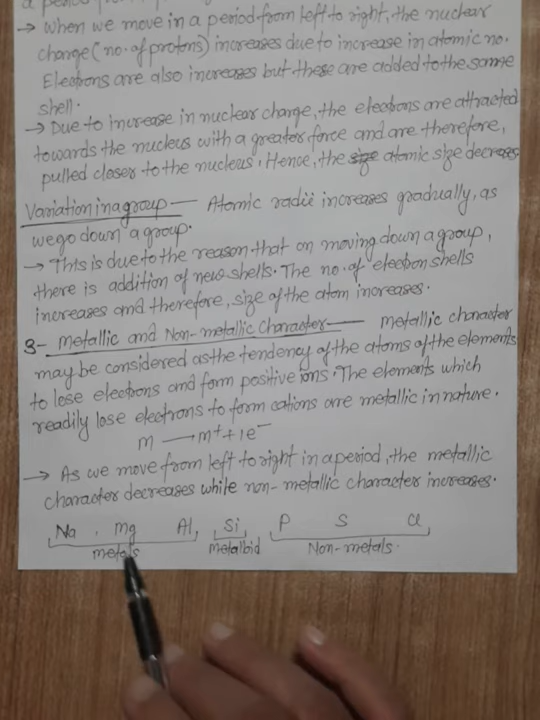 a period from
→ when we move in a period from left to right, the nuclear
charge (no. of protons) increases due to increase in atomic no.
Electrons are also increases but these are added to the same
shell.
→ Due to increase in nuclear charge, the electrons are attracted
towards the nucleus with a greater force and are therefore,
pulled closer to the nucleus. Hence, the size atomic size decreases.
Variation in a group — Atomic radii increases gradually, as
we go down a group.
→ This is due to the reason that on moving down a group,
there is addition of new shells. The no. of electron shells
increases and therefore, size of the atom increases.
3- Metallic and Non-metallic Character — Metallic character
may be considered as the tendency of the atoms of the elements
to lose electrons and form positive ions. The elements which
readily lose electrons to form cations are metallic in nature.
m → m⁺ + 1e⁻
→ As we move from left to right in a period, the metallic
character decreases while non-metallic character increases.
Na , Mg Al, Si P S Cl
metals Metalloid Non-metals.